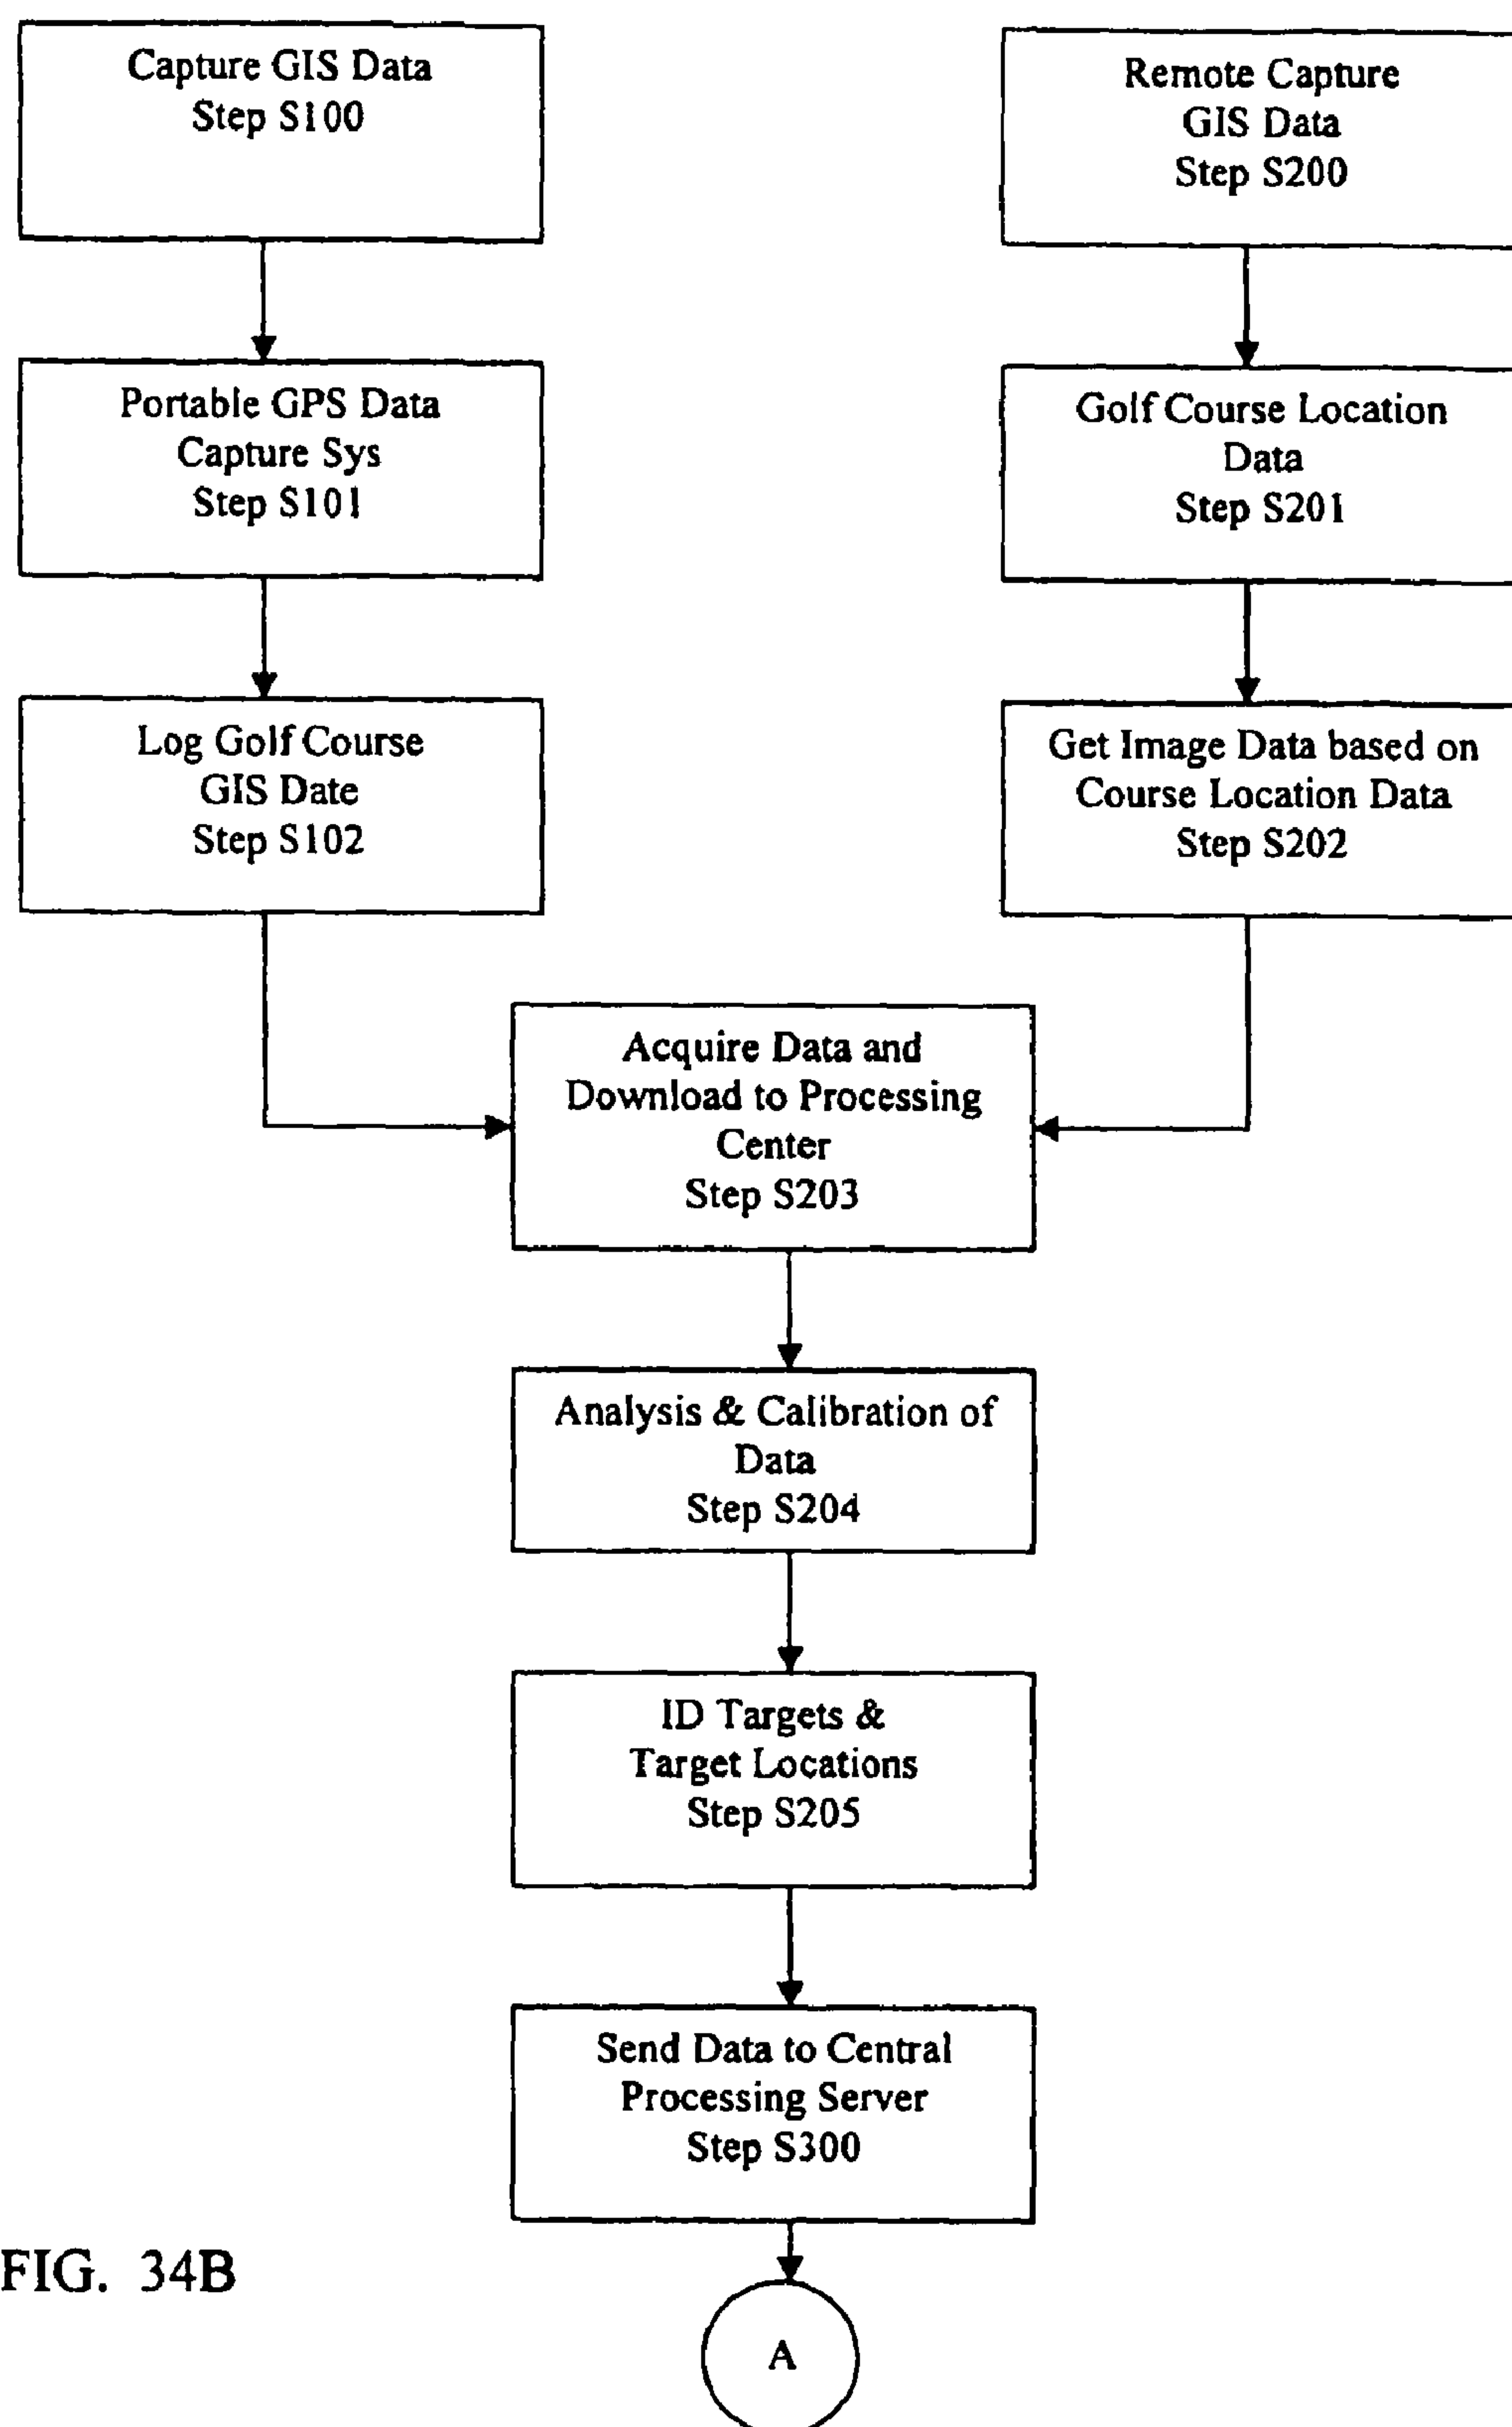 Capture GIS Data
Step S100
Remote Capture
GIS Data
Step S200
Portable GPS Data
Capture Sys
Step S101
Golf Course Location
Data
Step S201
Log Golf Course
GIS Date
Step S102
Get Image Data based on
Course Location Data
Step S202
Acquire Data and
Download to Processing
Center
Step S203
Analysis & Calibration of
Data
Step S204
ID Targets &
Target Locations
Step S205
Send Data to Central
Processing Server
Step S300
FIG. 34B
A